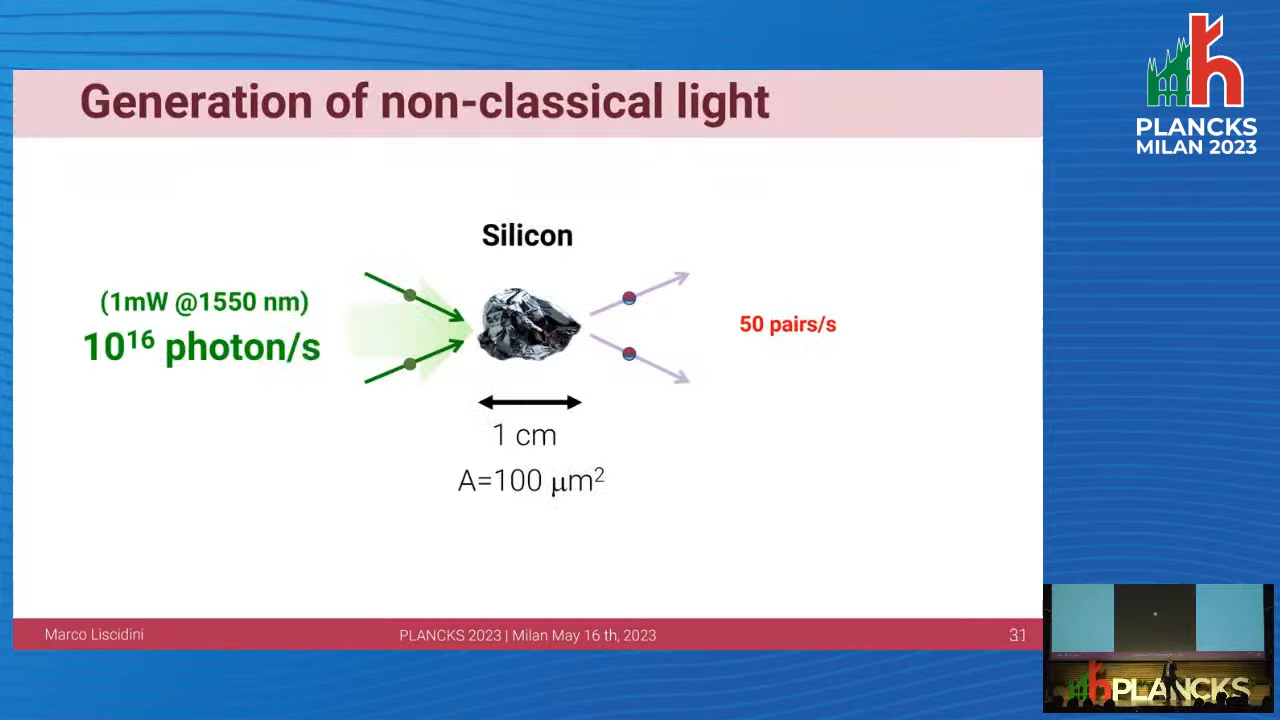 Generation of non-classical light
PLANCKS
MILAN 2023
Silicon
(1mW @1550 nm)
10¹⁶ photon/s
50 pairs/s
1 cm
A=100 μm²
Marco Liscidini
PLANCKS 2023 | Milan May 16 th, 2023
31
PLANCKS